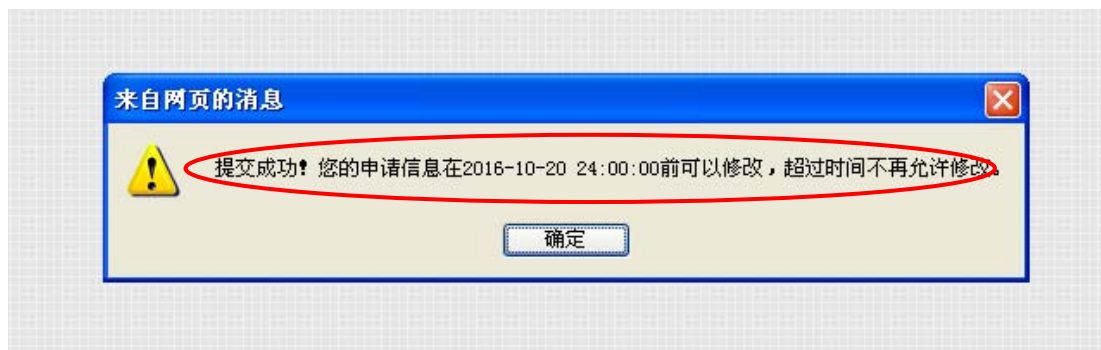 来自网页的消息
提交成功！您的申请信息在2016-10-20 24:00:00前可以修改，超过时间不再允许修改。
确定